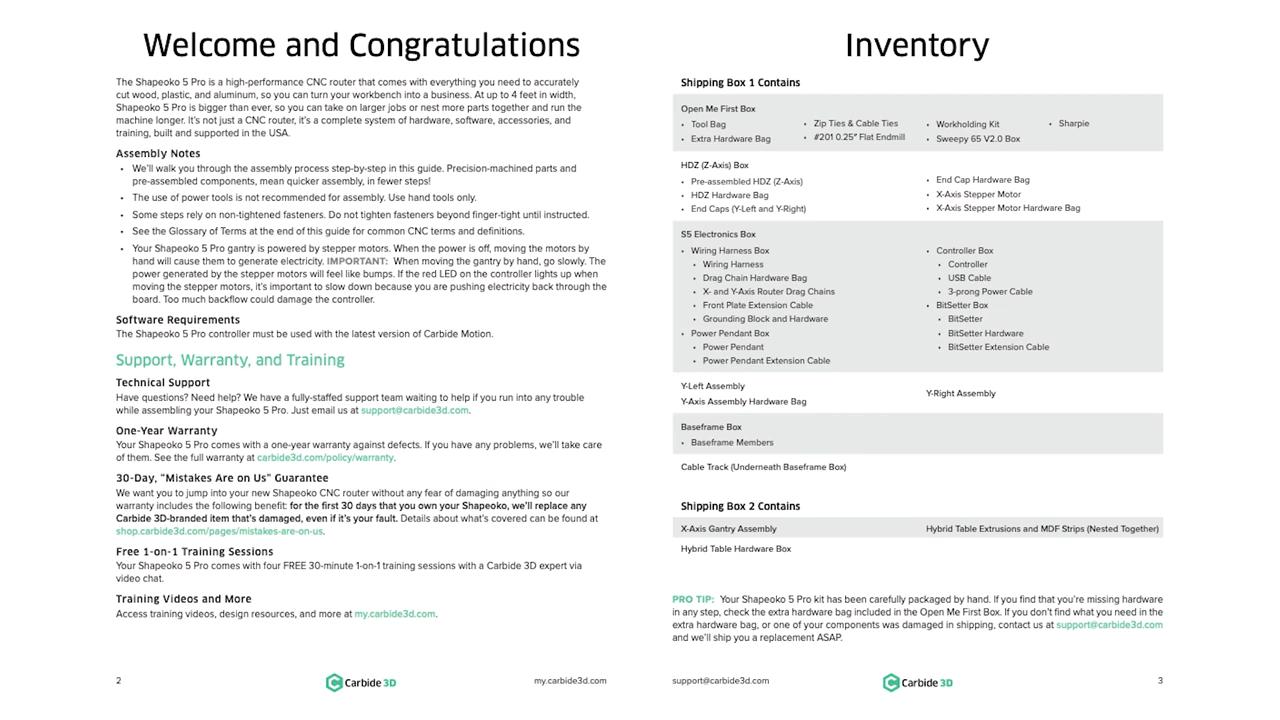 Welcome and Congratulations
The Shapeoko 5 Pro is a high-performance CNC router that comes with everything you need to accurately
cut wood, plastic, and aluminum, so you can turn your workbench into a business. At up to 4 feet in width,
Shapeoko 5 Pro is bigger than ever, so you can take on larger jobs or nest more parts together and run the
machine longer. It's not just a CNC router, it's a complete system of hardware, software, accessories, and
training, built and supported in the USA.
Assembly Notes
• We'll walk you through the assembly process step-by-step in this guide. Precision-machined parts and
pre-assembled components, mean quicker assembly, in fewer steps!
• The use of power tools is not recommended for assembly. Use hand tools only.
• Some steps rely on non-tightened fasteners. Do not tighten fasteners beyond finger-tight until instructed.
• See the Glossary of Terms at the end of this guide for common CNC terms and definitions.
• Your Shapeoko 5 Pro gantry is powered by stepper motors. When the power is off, moving the motors by
hand will cause them to generate electricity. IMPORTANT: When moving the gantry by hand, go slowly. The
power generated by the stepper motors will feel like bumps. If the red LED on the controller lights up when
moving the stepper motors, it's important to slow down because you are pushing electricity back through the
board. Too much backflow could damage the controller.
Software Requirements
The Shapeoko 5 Pro controller must be used with the latest version of Carbide Motion.
Support, Warranty, and Training
Technical Support
Have questions? Need help? We have a fully-staffed support team waiting to help if you run into any trouble
while assembling your Shapeoko 5 Pro. Just email us at support@carbide3d.com.
One-Year Warranty
Your Shapeoko 5 Pro comes with a one-year warranty against defects. If you have any problems, we'll take care
of them. See the full warranty at carbide3d.com/policy/warranty.
30-Day, "Mistakes Are on Us" Guarantee
We want you to jump into your new Shapeoko CNC router without any fear of damaging anything so our
warranty includes the following benefit: for the first 30 days that you own your Shapeoko, we'll replace any
Carbide 3D-branded item that's damaged, even if it's your fault. Details about what's covered can be found at
shop.carbide3d.com/pages/mistakes-are-on-us.
Free 1-on-1 Training Sessions
Your Shapeoko 5 Pro comes with four FREE 30-minute 1-on-1 training sessions with a Carbide 3D expert via
video chat.
Training Videos and More
Access training videos, design resources, and more at my.carbide3d.com.
2
Carbide 3D
my.carbide3d.com
Inventory
Shipping Box 1 Contains
Open Me First Box
• Tool Bag
• Extra Hardware Bag
• Zip Ties & Cable Ties
• #201 0.25" Flat Endmill
• Workholding Kit
• Sweepy 65 V2.0 Box
• Sharpie
HDZ (Z-Axis) Box
• Pre-assembled HDZ (Z-Axis)
• HDZ Hardware Bag
• End Caps (Y-Left and Y-Right)
• End Cap Hardware Bag
• X-Axis Stepper Motor
• X-Axis Stepper Motor Hardware Bag
S5 Electronics Box
• Wiring Harness Box
• Wiring Harness
• Drag Chain Hardware Bag
• X- and Y-Axis Router Drag Chains
• Front Plate Extension Cable
• Grounding Block and Hardware
• Power Pendant Box
• Power Pendant
• Power Pendant Extension Cable
• Controller Box
• Controller
• USB Cable
• 3-prong Power Cable
• BitSetter Box
• BitSetter
• BitSetter Hardware
• BitSetter Extension Cable
Y-Left Assembly
Y-Axis Assembly Hardware Bag
Y-Right Assembly
Baseframe Box
• Baseframe Members
Cable Track (Underneath Baseframe Box)
Shipping Box 2 Contains
X-Axis Gantry Assembly
Hybrid Table Extrusions and MDF Strips (Nested Together)
Hybrid Table Hardware Box
PRO TIP: Your Shapeoko 5 Pro kit has been carefully packaged by hand. If you find that you're missing hardware
in any step, check the extra hardware bag included in the Open Me First Box. If you don't find what you need in the
extra hardware bag, or one of your components was damaged in shipping, contact us at support@carbide3d.com
and we'll ship you a replacement ASAP.
support@carbide3d.com
Carbide 3D
3